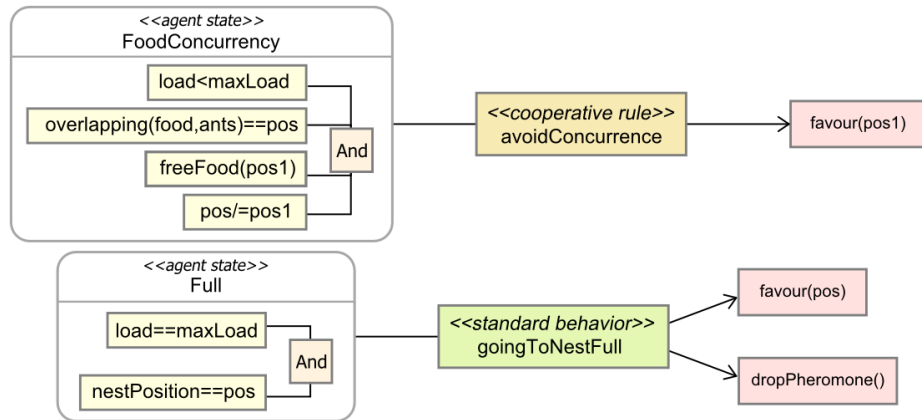 <<agent state>>
FoodConcurrency
load<maxLoad
overlapping(food,ants)==pos
And
freeFood(pos1)
pos/=pos1
<<cooperative rule>>
avoidConcurrence
favour(pos1)
<<agent state>>
Full
load==maxLoad
And
nestPosition==pos
<<standard behavior>>
goingToNestFull
favour(pos)
dropPheromone()